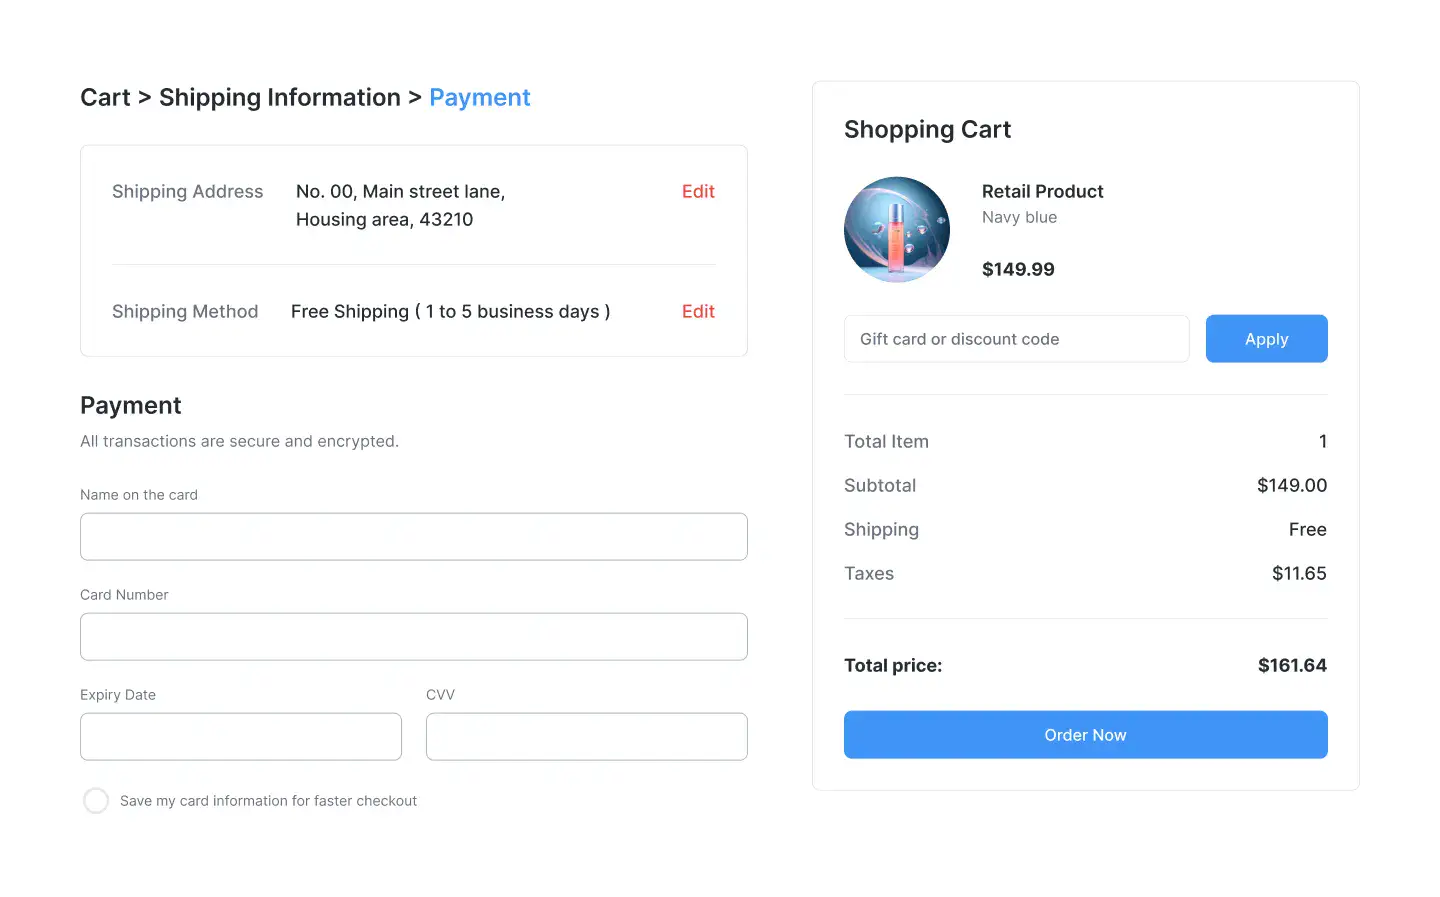 Cart > Shipping Information > Payment
Shipping Address
No. 00, Main street lane,
Housing area, 43210
Edit
Shipping Method
Free Shipping ( 1 to 5 business days )
Edit
Payment
All transactions are secure and encrypted.
Name on the card
Card Number
Expiry Date
CVV
Save my card information for faster checkout
Shopping Cart
Retail Product
Navy blue
$149.99
Gift card or discount code
Apply
Total Item 1
Subtotal $149.00
Shipping Free
Taxes $11.65
Total price: $161.64
Order Now